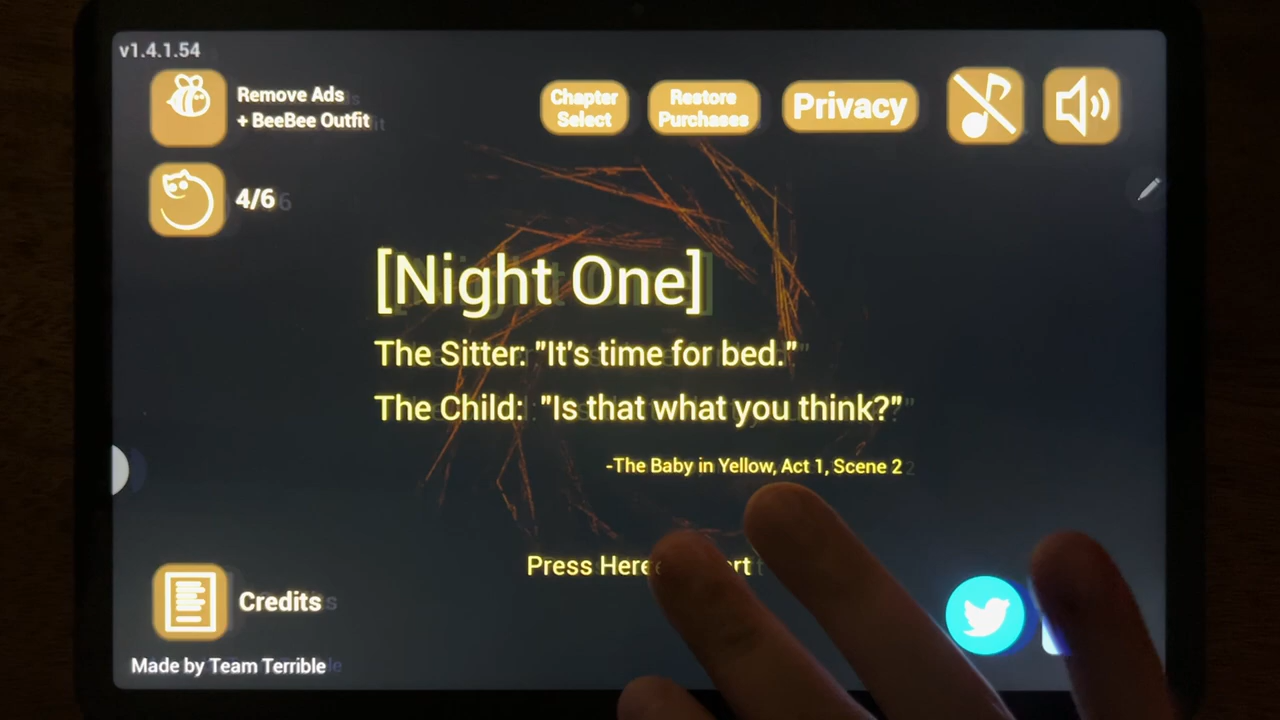 v1.4.1.54
Remove Ads
+ BeeBee Outfit
Chapter
Select
Restore
Purchases
Privacy
4/6
[Night One]
The Sitter: "It's time for bed."
The Child: "Is that what you think?"
-The Baby in Yellow, Act 1, Scene 2
Press Here
Credits
Made by Team Terrible